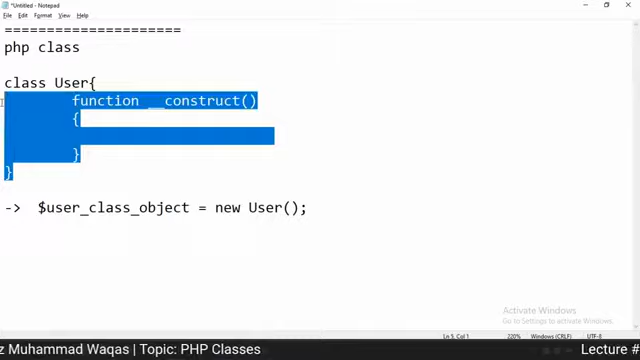 *Untitled - Notepad
File Edit Format View Help
=====================
php class
class User{
function __construct()
{
}
}
-> $user_class_object = new User();
Activate Windows
Go to Settings to activate Windows.
Ln 5, Col 1 220% Windows (CRLF) UTF-8
z Muhammad Waqas | Topic: PHP Classes Lecture #